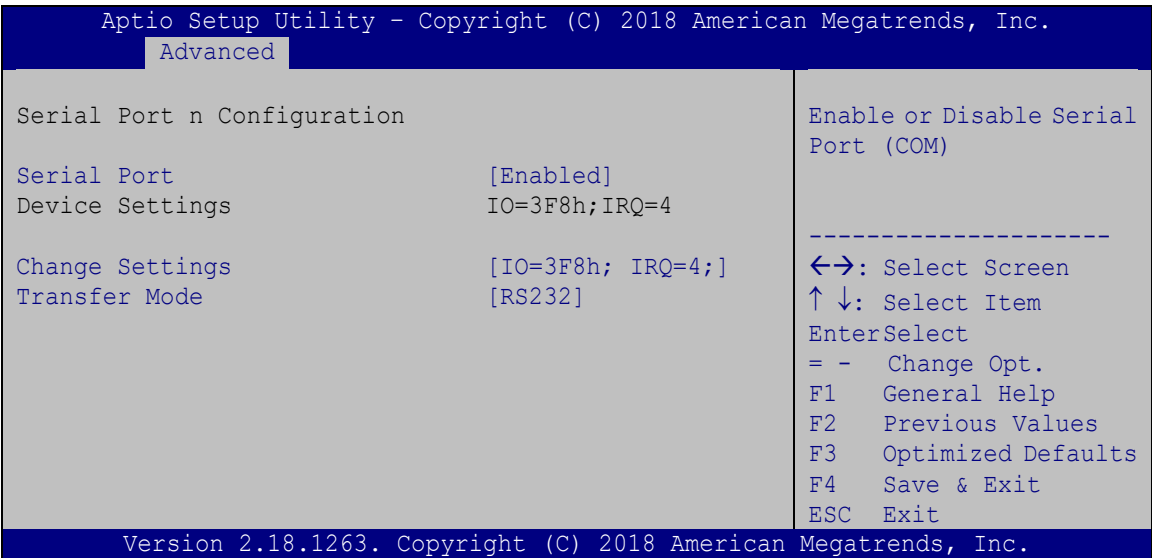 Aptio Setup Utility – Copyright (C) 2018 American Megatrends, Inc.
Advanced
Serial Port n Configuration
Serial Port [Enabled]
Device Settings IO=3F8h;IRQ=4
Change Settings [IO=3F8h; IRQ=4;]
Transfer Mode [RS232]
Enable or Disable Serial
Port (COM)
---------------------
←→: Select Screen
↑ ↓: Select Item
EnterSelect
= - Change Opt.
F1 General Help
F2 Previous Values
F3 Optimized Defaults
F4 Save & Exit
ESC Exit
Version 2.18.1263. Copyright (C) 2018 American Megatrends, Inc.